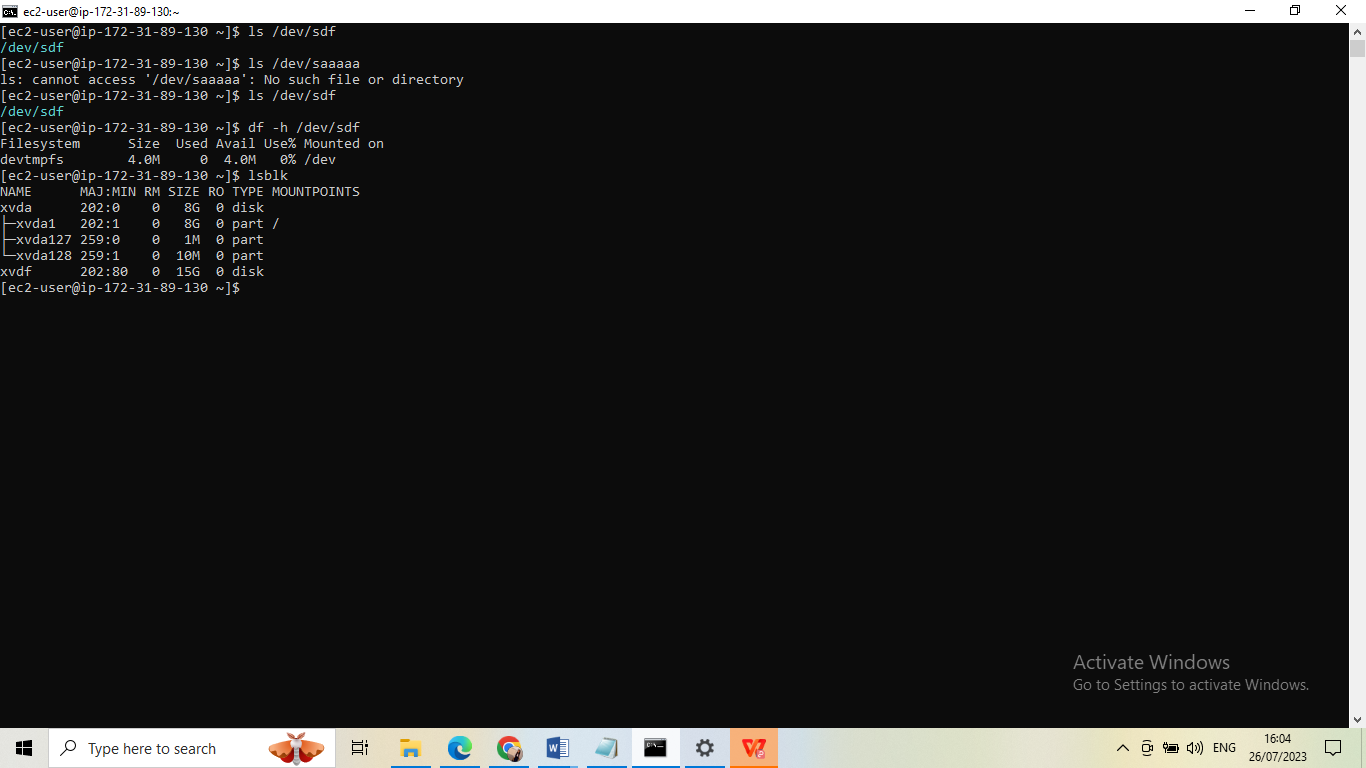 ec2-user@ip-172-31-89-130:~
[ec2-user@ip-172-31-89-130 ~]$ ls /dev/sdf
/dev/sdf
[ec2-user@ip-172-31-89-130 ~]$ ls /dev/saaaaa
ls: cannot access '/dev/saaaaa': No such file or directory
[ec2-user@ip-172-31-89-130 ~]$ ls /dev/sdf
/dev/sdf
[ec2-user@ip-172-31-89-130 ~]$ df -h /dev/sdf
Filesystem      Size  Used Avail Use% Mounted on
devtmpfs        4.0M     0  4.0M   0% /dev
[ec2-user@ip-172-31-89-130 ~]$ lsblk
NAME      MAJ:MIN RM SIZE RO TYPE MOUNTPOINTS
xvda      202:0    0   8G  0 disk
├─xvda1   202:1    0   8G  0 part /
├─xvda127 259:0    0   1M  0 part
└─xvda128 259:1    0  10M  0 part
xvdf      202:80   0  15G  0 disk
[ec2-user@ip-172-31-89-130 ~]$
Activate Windows
Go to Settings to activate Windows.
Type here to search
ENG
16:04
26/07/2023